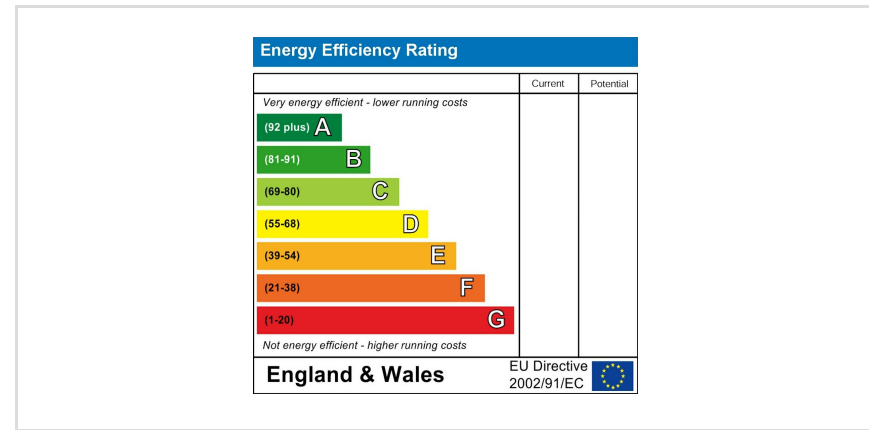 Energy Efficiency Rating
Current Potential
Very energy efficient - lower running costs
(92 plus) A
(81-91) B
(69-80) C
(55-68) D
(39-54) E
(21-38) F
(1-20) G
Not energy efficient - higher running costs
England & Wales
EU Directive
2002/91/EC